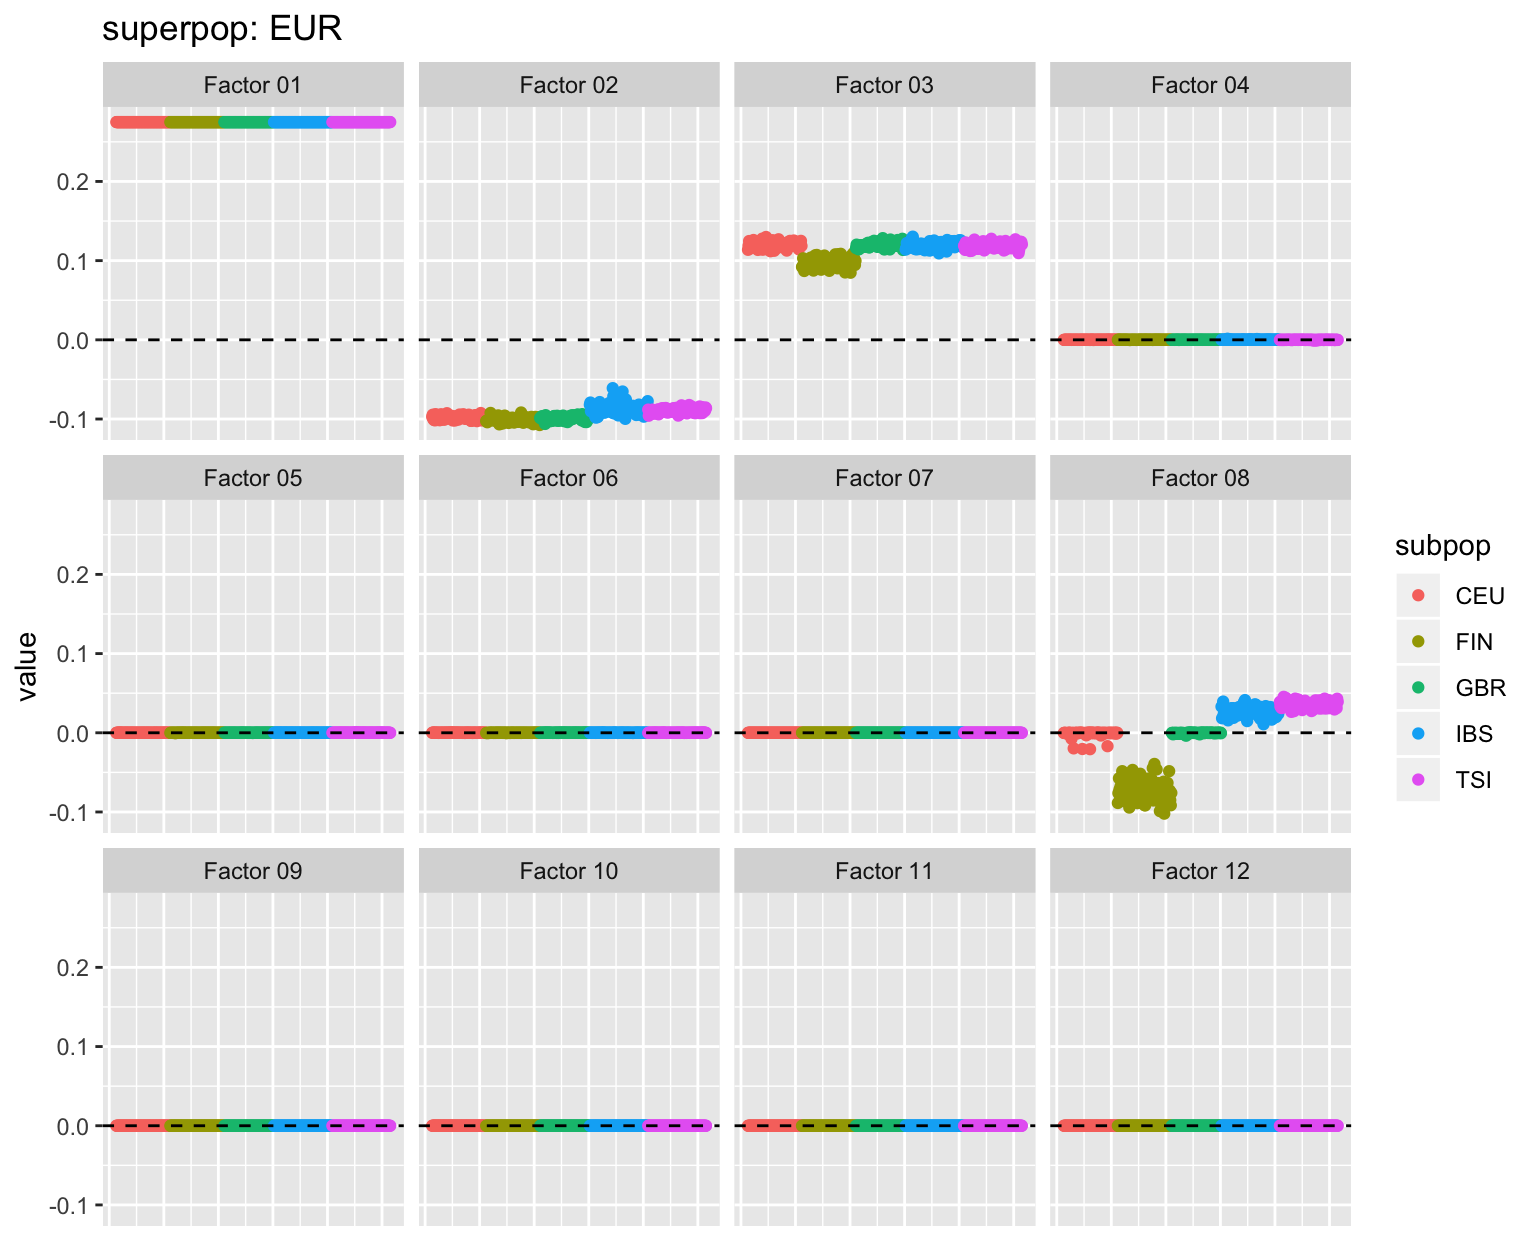 superpop: EUR
Factor 01
Factor 02
Factor 03
Factor 04
0.2
0.1
0.0
-0.1
Factor 05
Factor 06
Factor 07
Factor 08
0.2
0.1
0.0
-0.1
Factor 09
Factor 10
Factor 11
Factor 12
0.2
0.1
0.0
-0.1
value
subpop
CEU
FIN
GBR
IBS
TSI